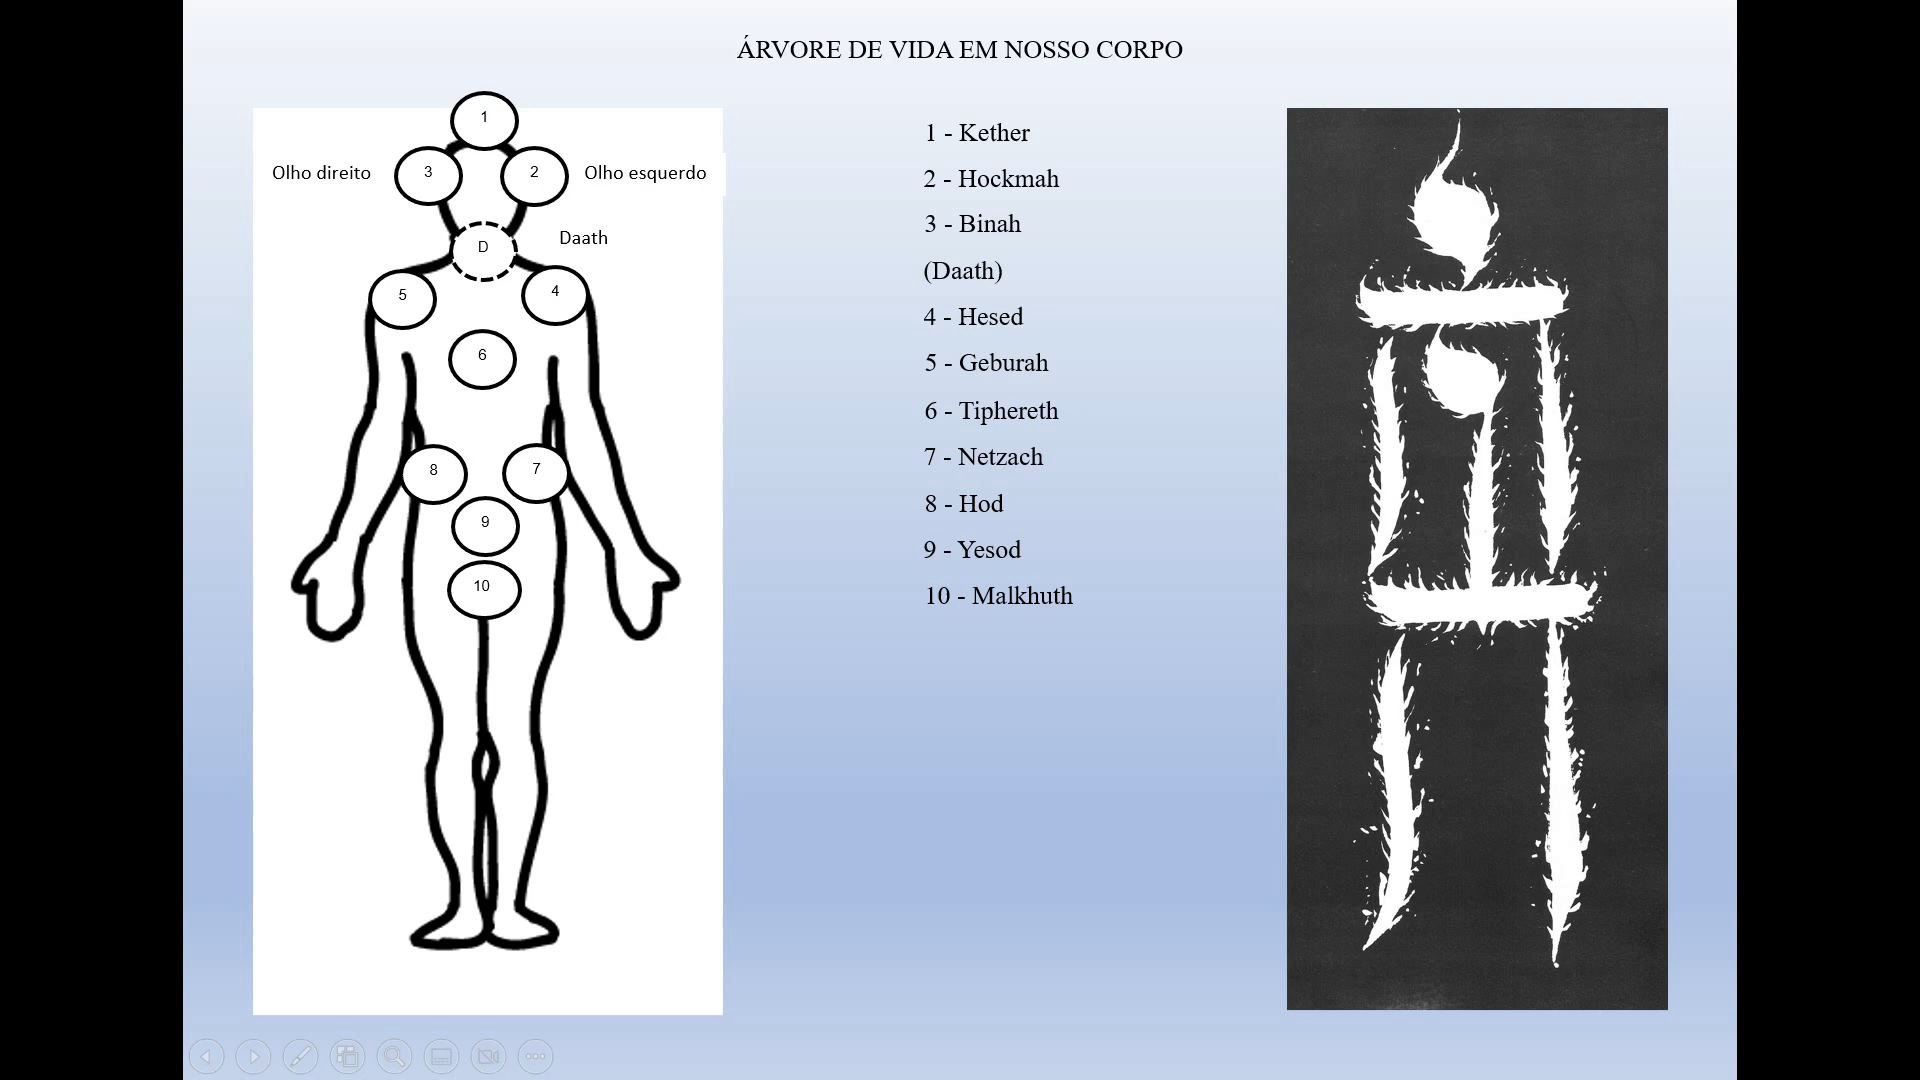 ÁRVORE DE VIDA EM NOSSO CORPO
1
Olho direito
3
2
Olho esquerdo
D
Daath
5
4
6
8
7
9
10
1 - Kether
2 - Hockmah
3 - Binah
(Daath)
4 - Hesed
5 - Geburah
6 - Tiphereth
7 - Netzach
8 - Hod
9 - Yesod
10 - Malkhuth
יהוה